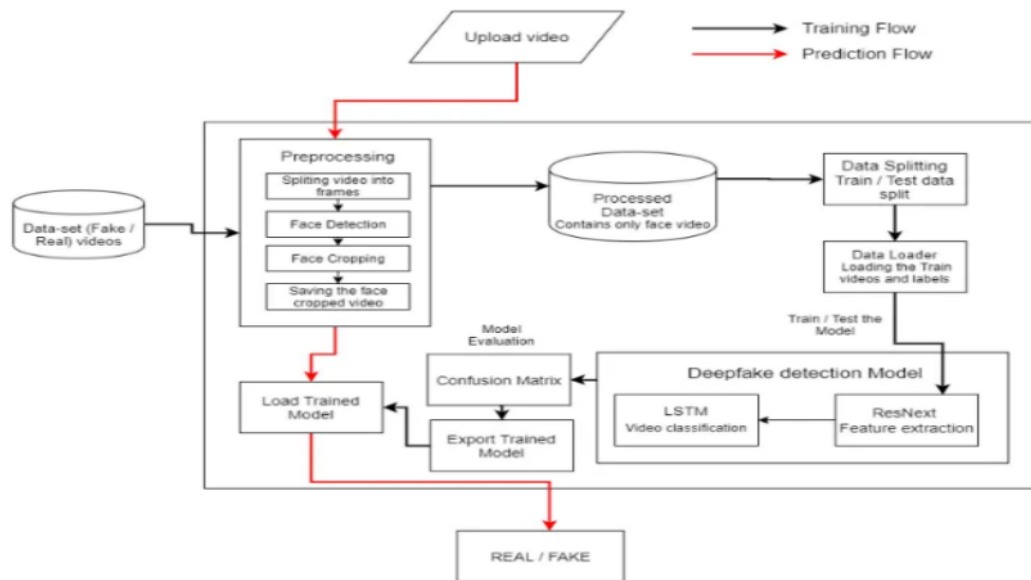 Upload video
Training Flow
Prediction Flow
Preprocessing
Spliting video into
frames
Face Detection
Face Cropping
Saving the face
cropped video
Data-set (Fake /
Real) videos
Processed
Data-set
Contains only face video
Data Splitting
Train / Test data
split
Data Loader
Loading the Train
videos and labels
Train / Test the
Model
Model
Evaluation
Confusion Matrix
Export Trained
Model
Load Trained
Model
Deepfake detection Model
LSTM
Video classification
ResNext
Feature extraction
REAL / FAKE